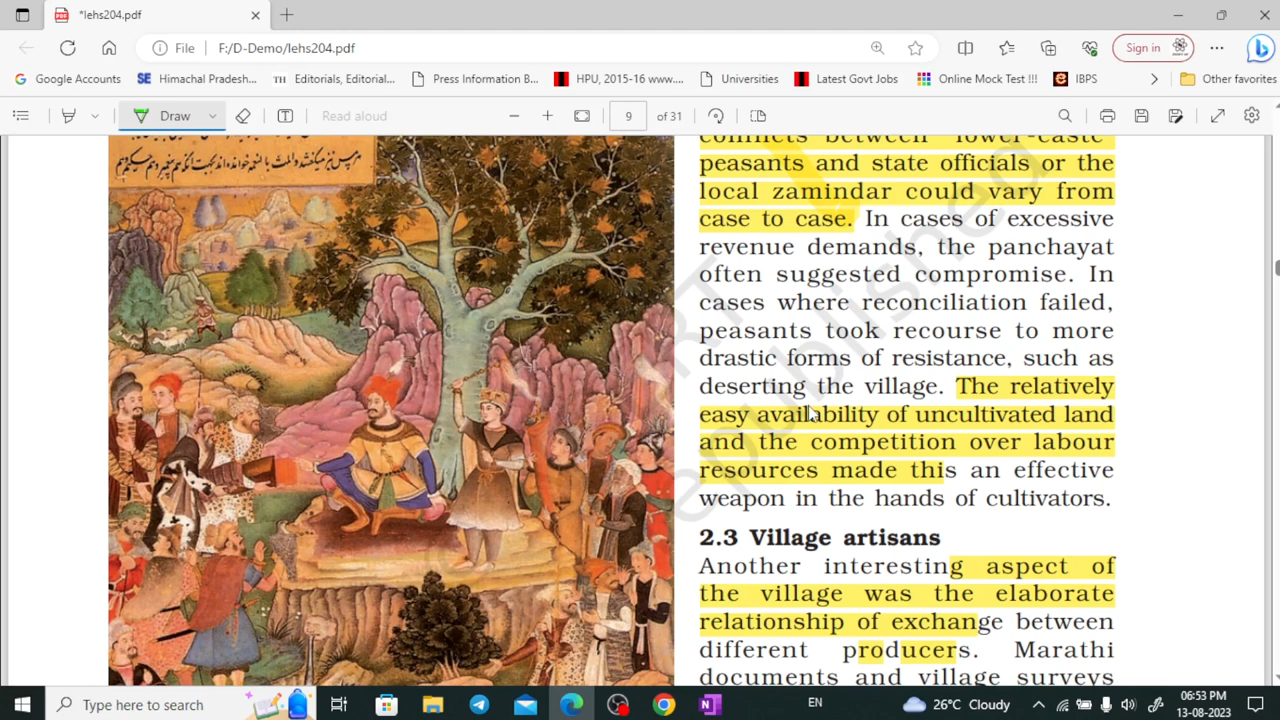 *lehs204.pdf
File
F:/D-Demo/lehs204.pdf
Sign in
Google Accounts
SE Himachal Pradesh...
TH Editorials, Editorial...
Press Information B...
HPU, 2015-16 www....
Universities
Latest Govt Jobs
Online Mock Test !!!
IBPS
Other favorites
Draw
Read aloud
9 of 31
conflicts between lower-caste
peasants and state officials or the
local zamindar could vary from
case to case. In cases of excessive
revenue demands, the panchayat
often suggested compromise. In
cases where reconciliation failed,
peasants took recourse to more
drastic forms of resistance, such as
deserting the village. The relatively
easy availability of uncultivated land
and the competition over labour
resources made this an effective
weapon in the hands of cultivators.
2.3 Village artisans
Another interesting aspect of
the village was the elaborate
relationship of exchange between
different producers. Marathi
documents and village surveys
republished
Type here to search
EN
26°C Cloudy
06:53 PM
13-08-2023